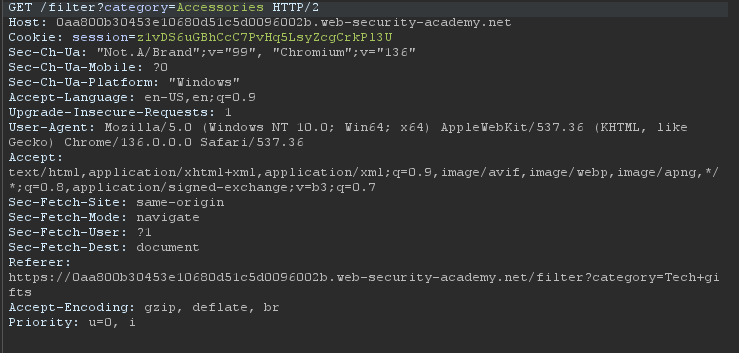 GET /filter?category=Accessories HTTP/2
Host: 0aa800b30453e10680d51c5d0096002b.web-security-academy.net
Cookie: session=z1vDS6uGBhCcC7PvHq5LsyZcgCrkP13U
Sec-Ch-Ua: "Not.A/Brand";v="99", "Chromium";v="136"
Sec-Ch-Ua-Mobile: ?0
Sec-Ch-Ua-Platform: "Windows"
Accept-Language: en-US,en;q=0.9
Upgrade-Insecure-Requests: 1
User-Agent: Mozilla/5.0 (Windows NT 10.0; Win64; x64) AppleWebKit/537.36 (KHTML, like
Gecko) Chrome/136.0.0.0 Safari/537.36
Accept:
text/html,application/xhtml+xml,application/xml;q=0.9,image/avif,image/webp,image/apng,*/
*;q=0.8,application/signed-exchange;v=b3;q=0.7
Sec-Fetch-Site: same-origin
Sec-Fetch-Mode: navigate
Sec-Fetch-User: ?1
Sec-Fetch-Dest: document
Referer:
https://0aa800b30453e10680d51c5d0096002b.web-security-academy.net/filter?category=Tech+gi
fts
Accept-Encoding: gzip, deflate, br
Priority: u=0, i